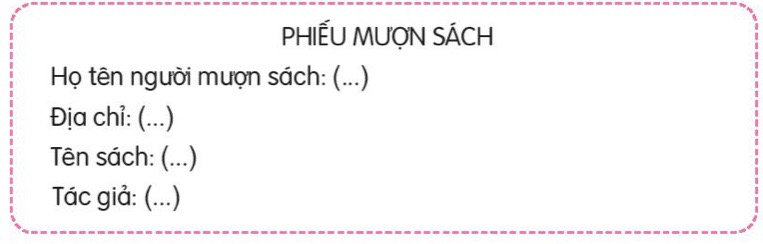 PHIẾU MƯỢN SÁCH
Họ tên người mượn sách: (...)
Địa chỉ: (...)
Tên sách: (...)
Tác giả: (...)